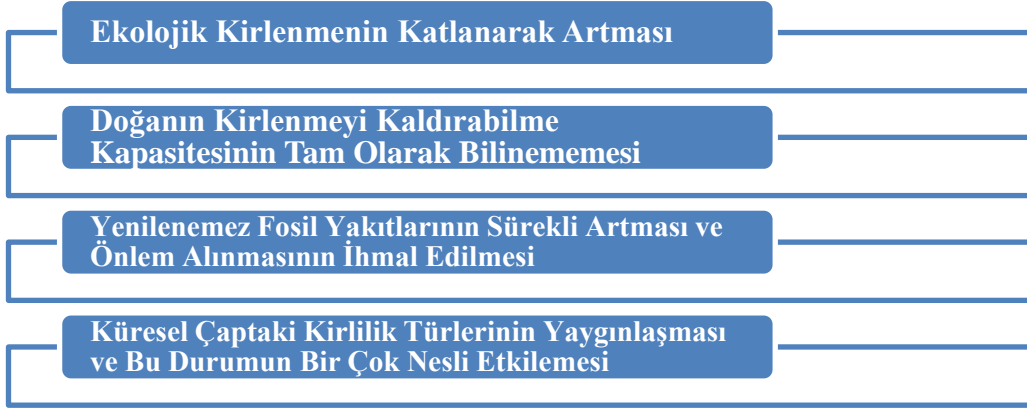 Ekolojik Kirlenmenin Katlanarak Artması
Doğanın Kirlenmeyi Kaldırabilme
Kapasitesinin Tam Olarak Bilinememesi
Yenilenemez Fosil Yakıtlarının Sürekli Artması ve
Önlem Alınmasının İhmal Edilmesi
Küresel Çaptaki Kirlilik Türlerinin Yaygınlaşması
ve Bu Durumun Bir Çok Nesli Etkilemesi